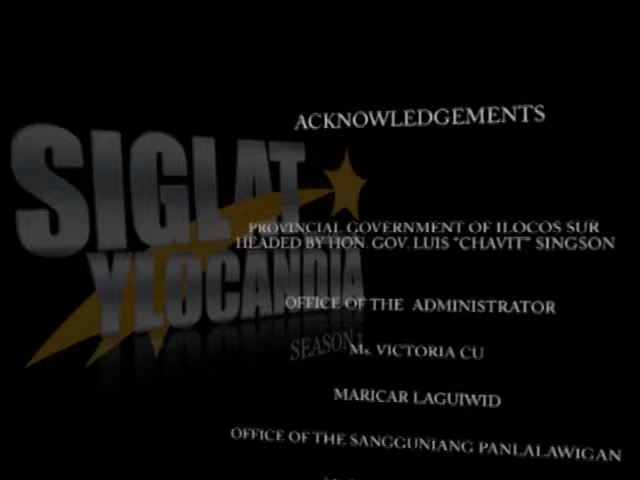 SIGLAT
YLOCANDIA
SEASON 1
ACKNOWLEDGEMENTS
PROVINCIAL GOVERNMENT OF ILOCOS SUR
HEADED BY HON. GOV. LUIS "CHAVIT" SINGSON
OFFICE OF THE ADMINISTRATOR
Ms. VICTORIA CU
MARICAR LAGUIWID
OFFICE OF THE SANGGUNIANG PANLALAWIGAN